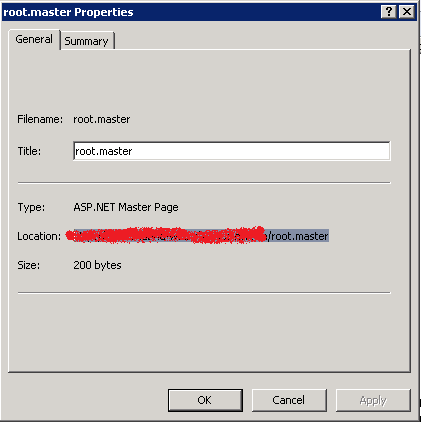 root.master Properties
General Summary
Filename: root.master
Title: root.master
Type: ASP.NET Master Page
Location: /root.master
Size: 200 bytes
OK Cancel Apply